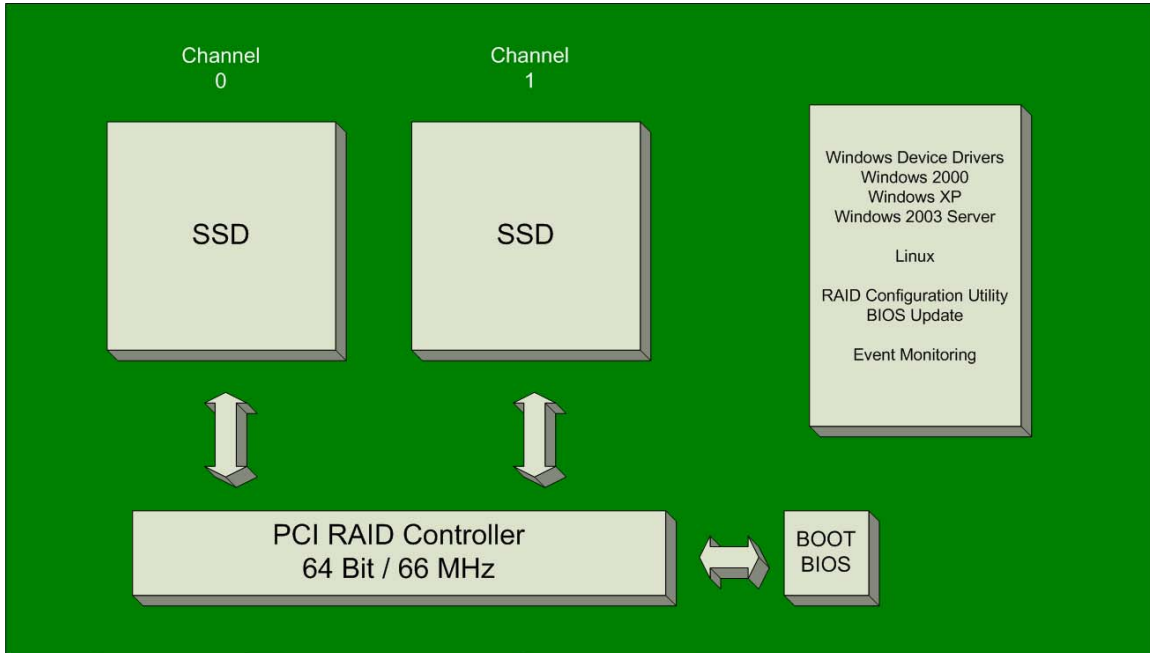 Channel
0
Channel
1
SSD
SSD
Windows Device Drivers
Windows 2000
Windows XP
Windows 2003 Server
Linux
RAID Configuration Utility
BIOS Update
Event Monitoring
PCI RAID Controller
64 Bit / 66 MHz
BOOT
BIOS